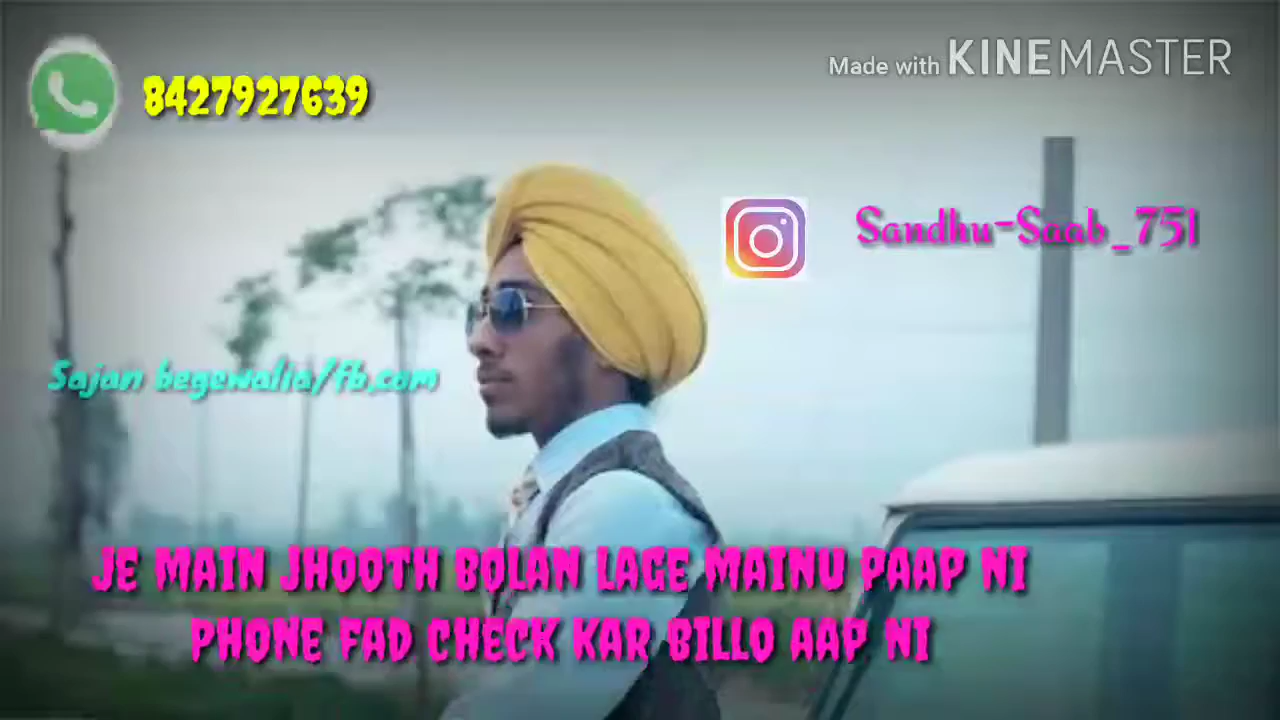 Made with KINEMASTER
8427927639
Sandhu-Saab_751
Sajan begewalia/fb.com
JE MAIN JHOOTH BOLAN LAGE MAINU PAAP NI
PHONE FAD CHECK KAR BILLO AAP NI